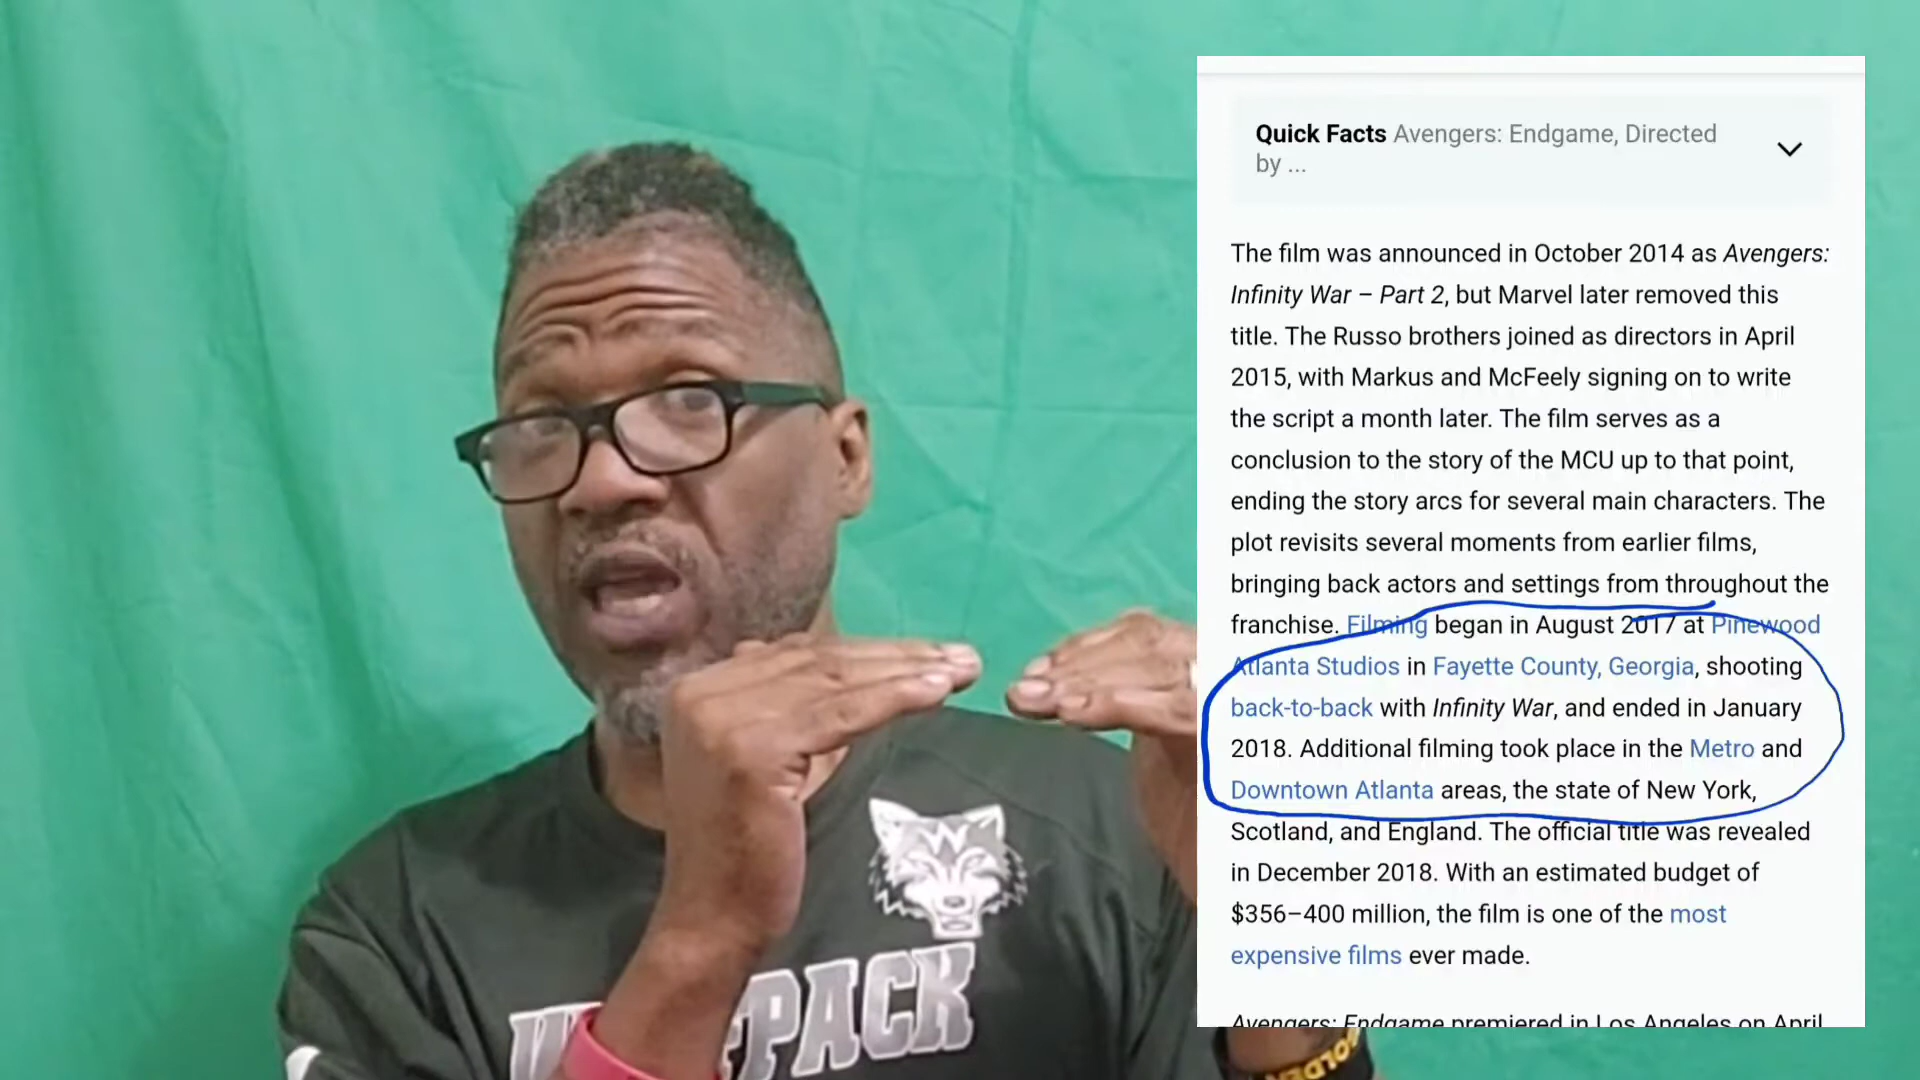 Quick Facts Avengers: Endgame, Directed
by ...
The film was announced in October 2014 as Avengers:
Infinity War – Part 2, but Marvel later removed this
title. The Russo brothers joined as directors in April
2015, with Markus and McFeely signing on to write
the script a month later. The film serves as a
conclusion to the story of the MCU up to that point,
ending the story arcs for several main characters. The
plot revisits several moments from earlier films,
bringing back actors and settings from throughout the
franchise. Filming began in August 2017 at Pinewood
Atlanta Studios in Fayette County, Georgia, shooting
back-to-back with Infinity War, and ended in January
2018. Additional filming took place in the Metro and
Downtown Atlanta areas, the state of New York,
Scotland, and England. The official title was revealed
in December 2018. With an estimated budget of
$356–400 million, the film is one of the most
expensive films ever made.
Avengers: Endgame premiered in Los Angeles on April